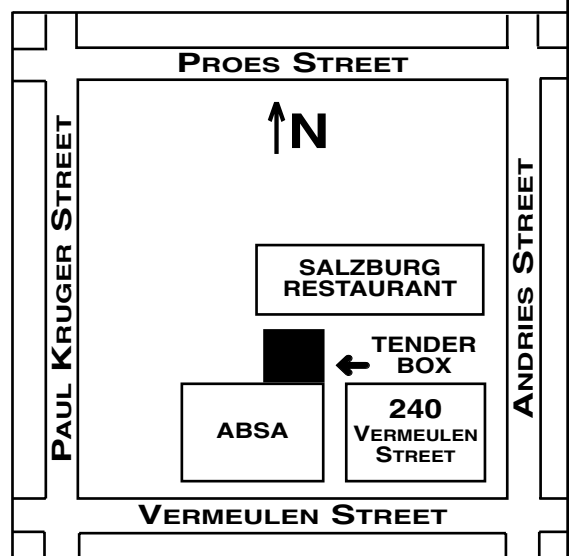 PROES STREET
N
PAUL KRUGER STREET
ANDRIES STREET
SALZBURG
RESTAURANT
TENDER
BOX
ABSA
240
VERMEULEN
STREET
VERMEULEN STREET